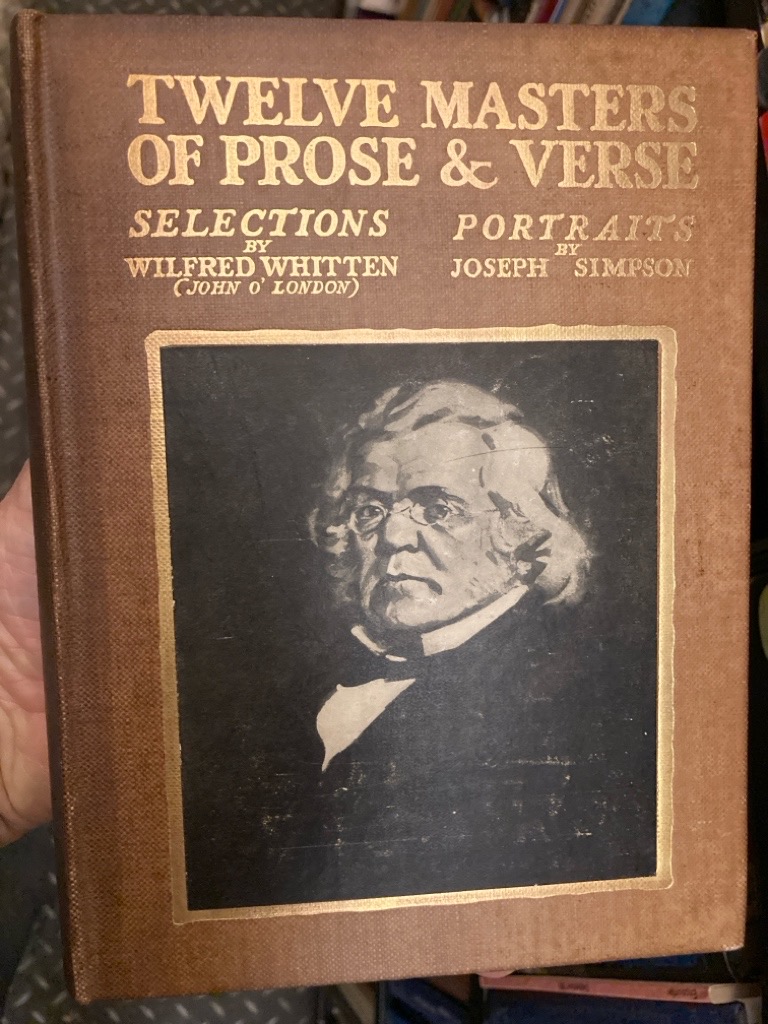 TWELVE MASTERS
OF PROSE & VERSE
SELECTIONS
BY
WILFRED WHITTEN
(JOHN O' LONDON)
PORTRAITS
BY
JOSEPH SIMPSON